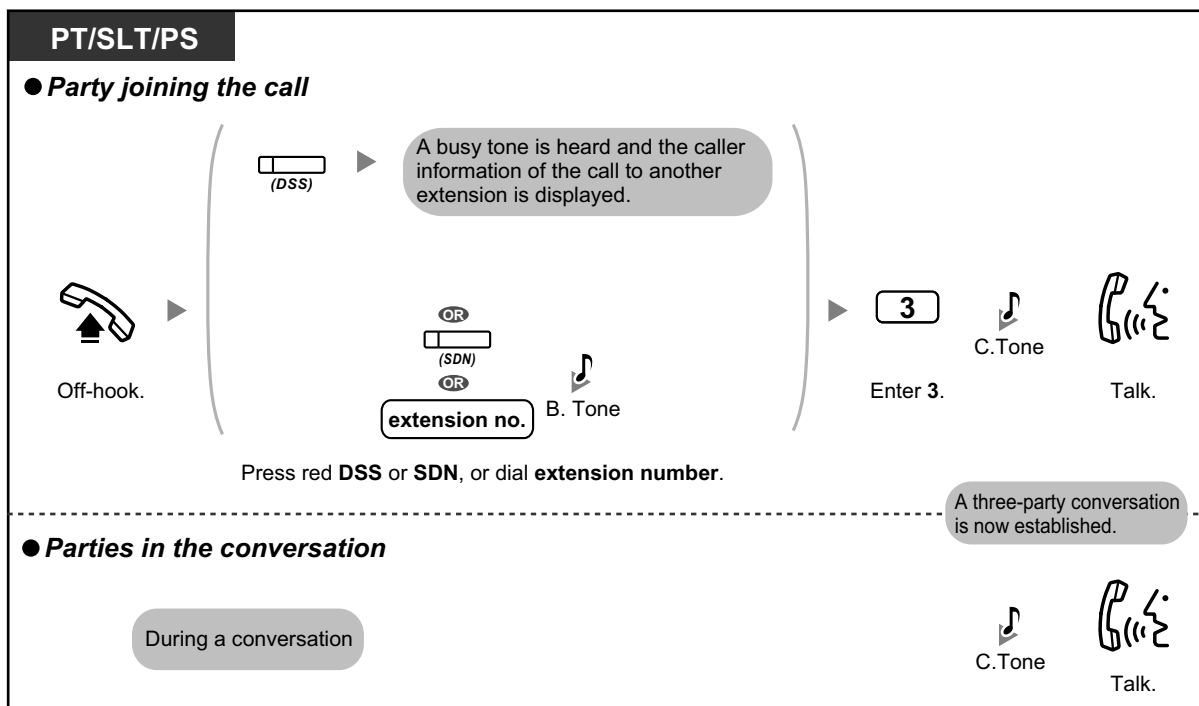 PT/SLT/PS
● Party joining the call
(DSS)
A busy tone is heard and the caller
information of the call to another
extension is displayed.
OR
(SDN)
OR
extension no.
B. Tone
3
C.Tone
Off-hook.
Enter 3.
Talk.
Press red DSS or SDN, or dial extension number.
A three-party conversation
is now established.
● Parties in the conversation
During a conversation
C.Tone
Talk.